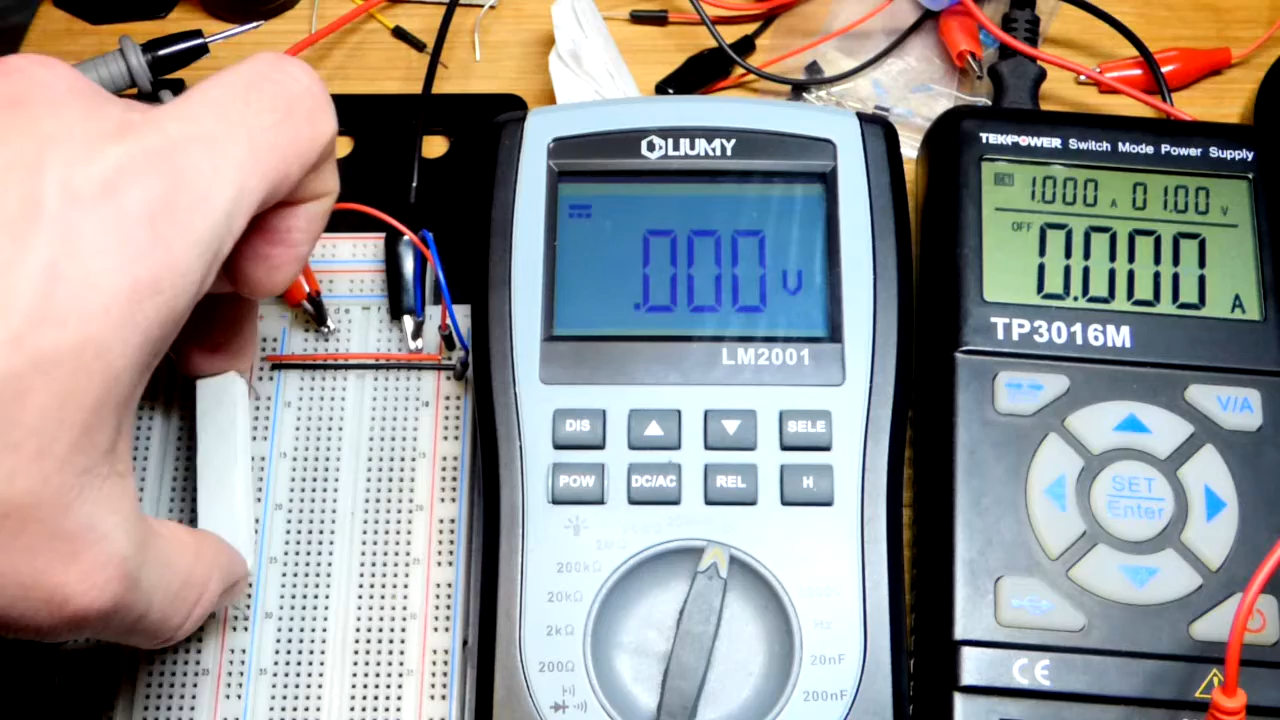 LIUMY
.000 V
LM2001
DIS
SELE
POW
DC/AC
REL
H
200kΩ
20kΩ
2kΩ
200Ω
Hz
20nF
200nF
TEKPOWER Switch Mode Power Supply
SET
1.000 A 01.00 V
OFF
0.000 A
TP3016M
V/A
SET
Enter
CE